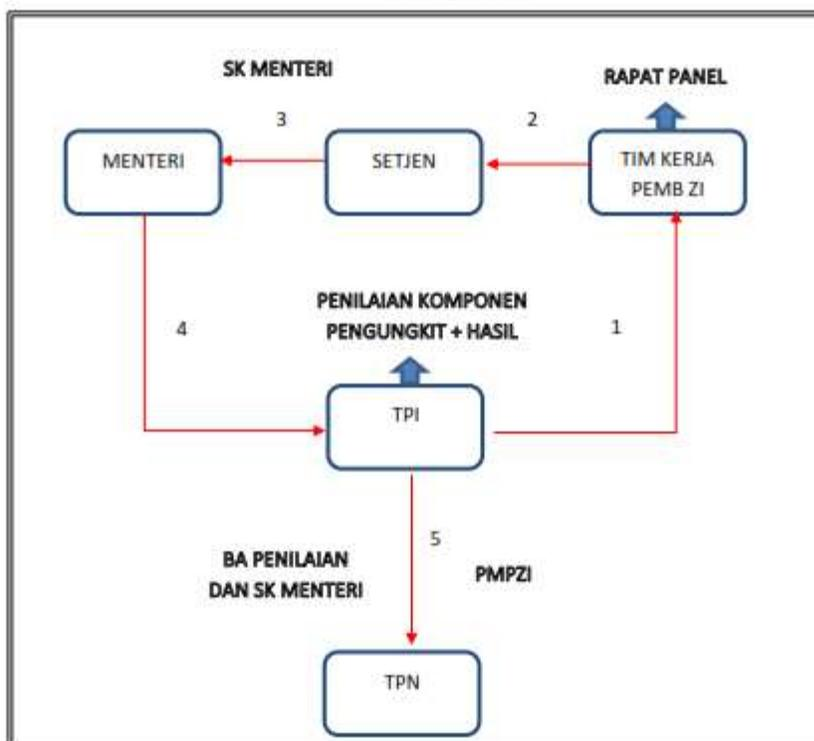 SK MENTERI
RAPAT PANEL
3
2
MENTERI
SETJEN
TIM KERJA
PEMB ZI
PENILAIAN KOMPONEN
PENGUNGKIT + HASIL
4
1
TPI
5
BA PENILAIAN
DAN SK MENTERI
PMPZI
TPN